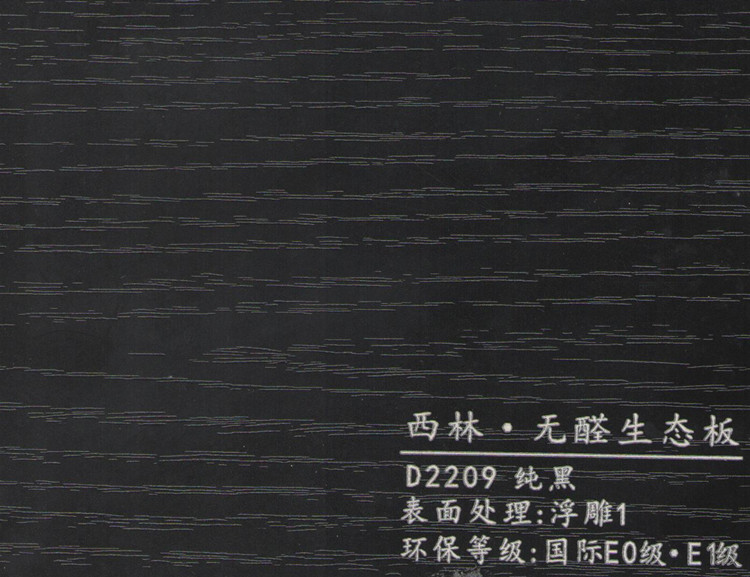 西林·无醛生态板
D2209 纯黑
表面处理:浮雕1
环保等级:国际E0级·E1级